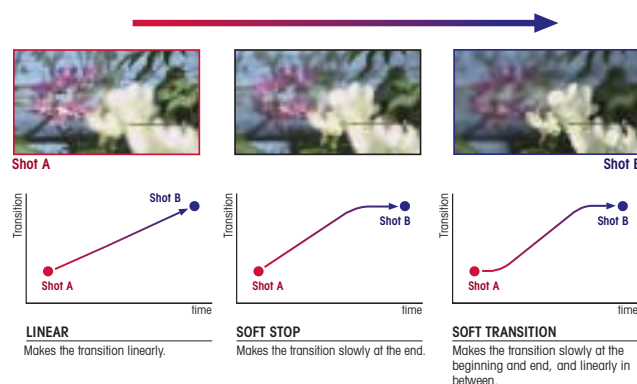 Shot A
Shot B
Transition
Shot B
Shot A
time
Transition
Shot B
Shot A
time
Transition
Shot B
Shot A
time
LINEAR
Makes the transition linearly.
SOFT STOP
Makes the transition slowly at the end.
SOFT TRANSITION
Makes the transition slowly at the
beginning and end, and linearly in
between.